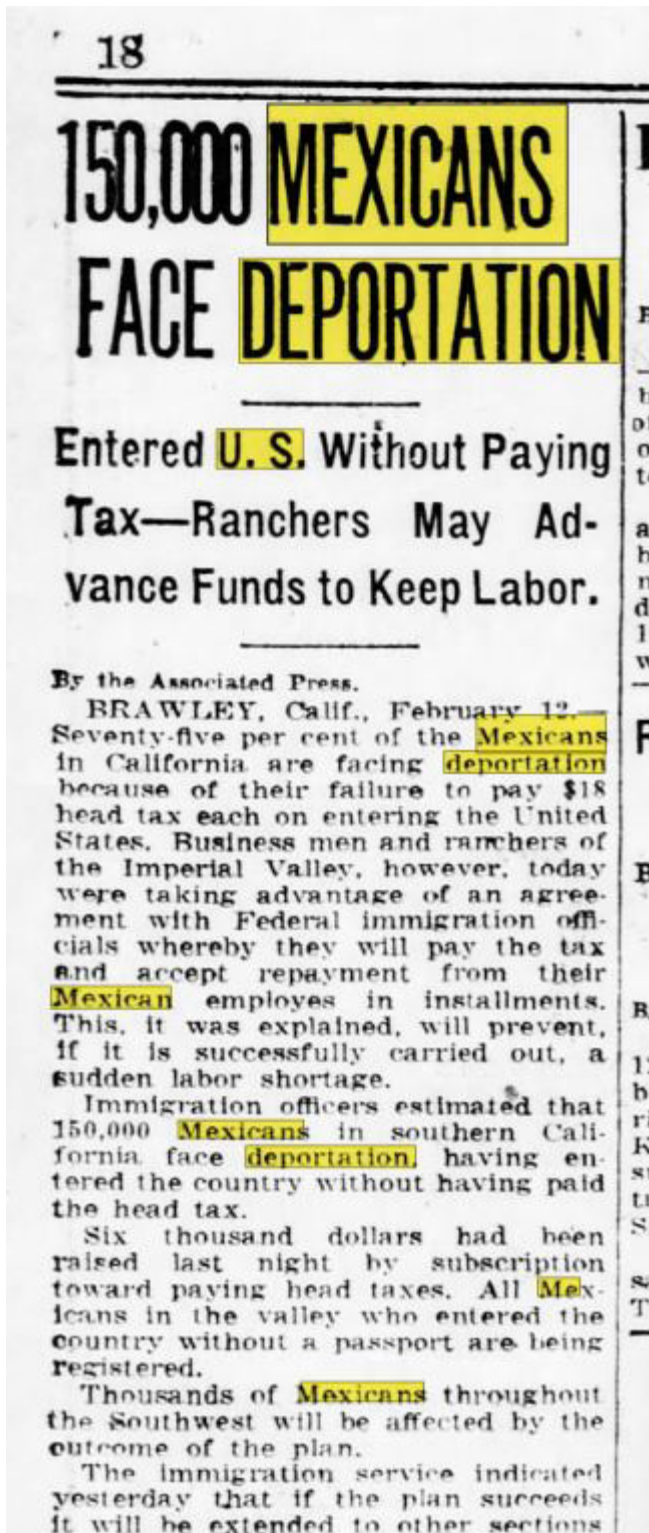 18
150,000 MEXICANS
FACE DEPORTATION
Entered U. S. Without Paying
Tax—Ranchers May Ad-
vance Funds to Keep Labor.
By the Associated Press.
BRAWLEY, Calif., February 12.—
Seventy-five per cent of the Mexicans
in California are facing deportation
because of their failure to pay $18
head tax each on entering the United
States. Business men and ranchers of
the Imperial Valley, however, today
were taking advantage of an agree-
ment with Federal immigration offi-
cials whereby they will pay the tax
and accept repayment from their
Mexican employes in installments.
This, it was explained, will prevent,
if it is successfully carried out, a
sudden labor shortage.
Immigration officers estimated that
150,000 Mexicans in southern Cali-
fornia face deportation, having en-
tered the country without having paid
the head tax.
Six thousand dollars had been
raised last night by subscription
toward paying head taxes. All Mex-
icans in the valley who entered the
country without a passport are being
registered.
Thousands of Mexicans throughout
the Southwest will be affected by the
outcome of the plan.
The immigration service indicated
yesterday that if the plan succeeds
it will be extended to other sections